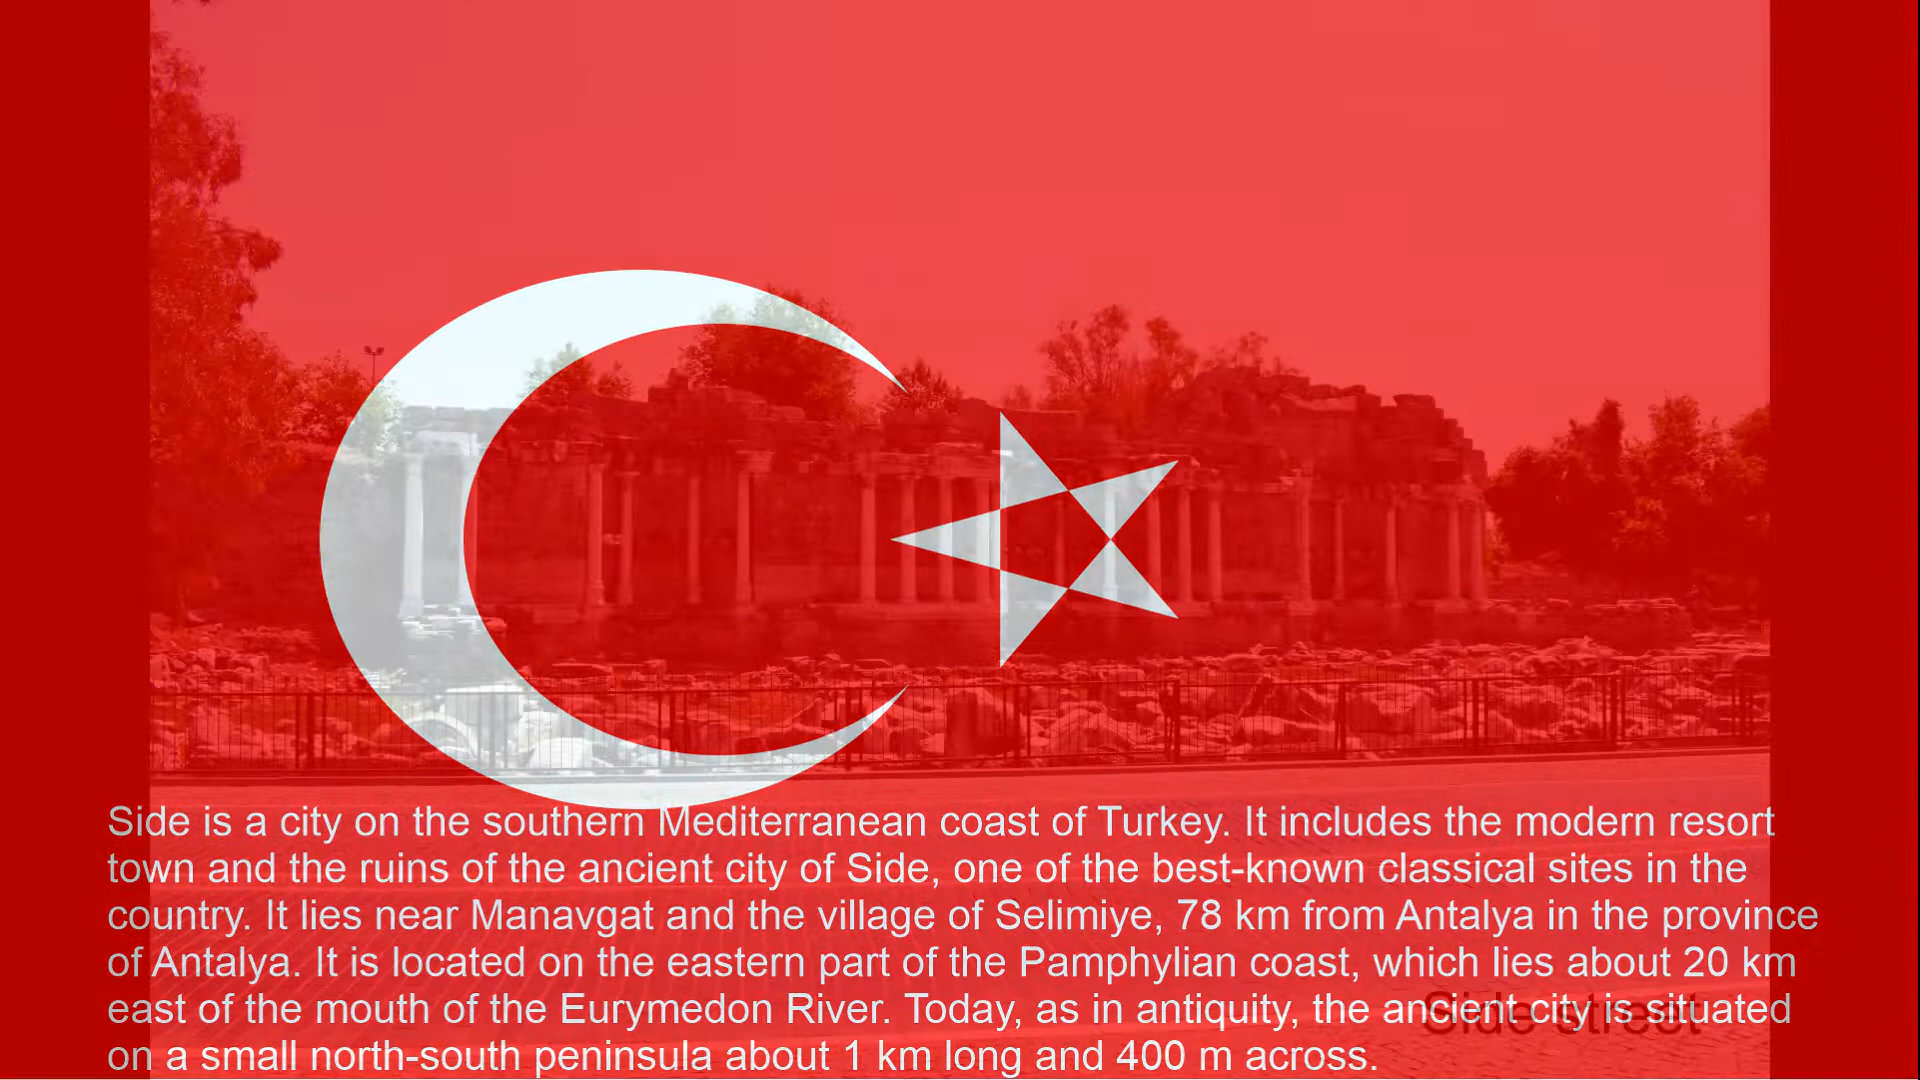 Side is a city on the southern Mediterranean coast of Turkey. It includes the modern resort
town and the ruins of the ancient city of Side, one of the best-known classical sites in the
country. It lies near Manavgat and the village of Selimiye, 78 km from Antalya in the province
of Antalya. It is located on the eastern part of the Pamphylian coast, which lies about 20 km
east of the mouth of the Eurymedon River. Today, as in antiquity, the ancient city is situated
on a small north-south peninsula about 1 km long and 400 m across.
Side street